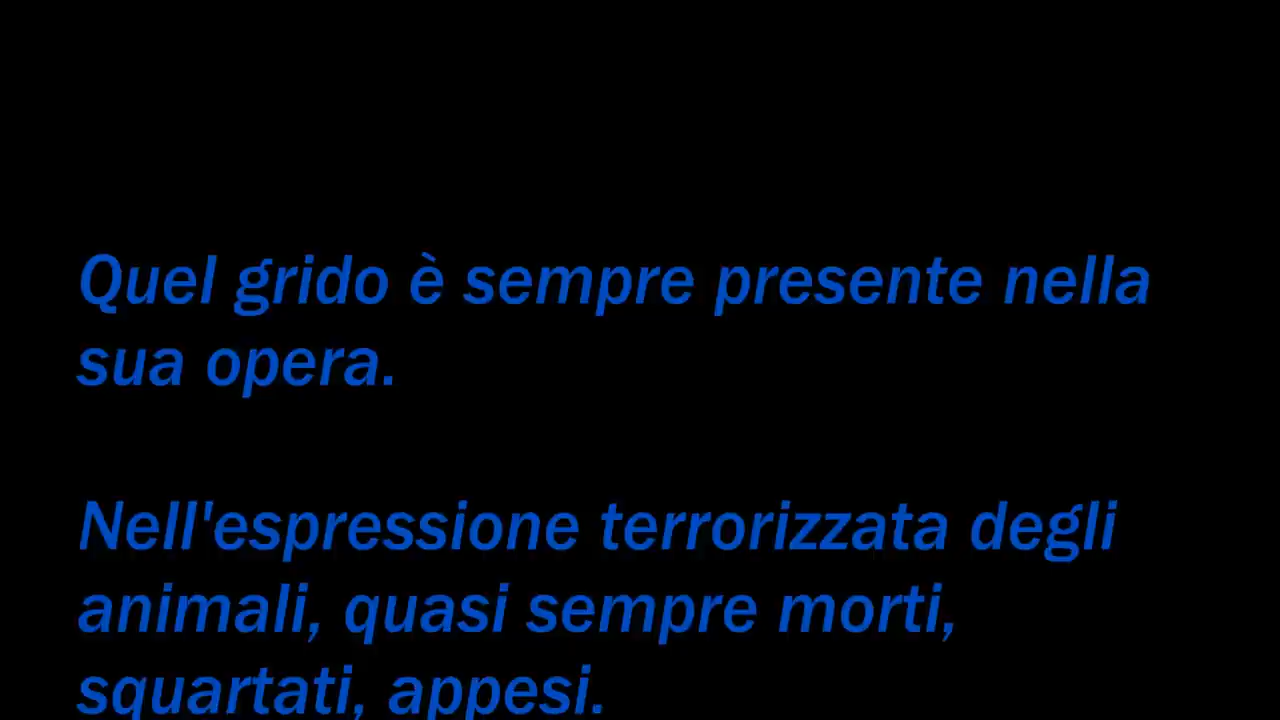 Quel grido è sempre presente nella
sua opera.
Nell'espressione terrorizzata degli
animali, quasi sempre morti,
squartati, appesi.